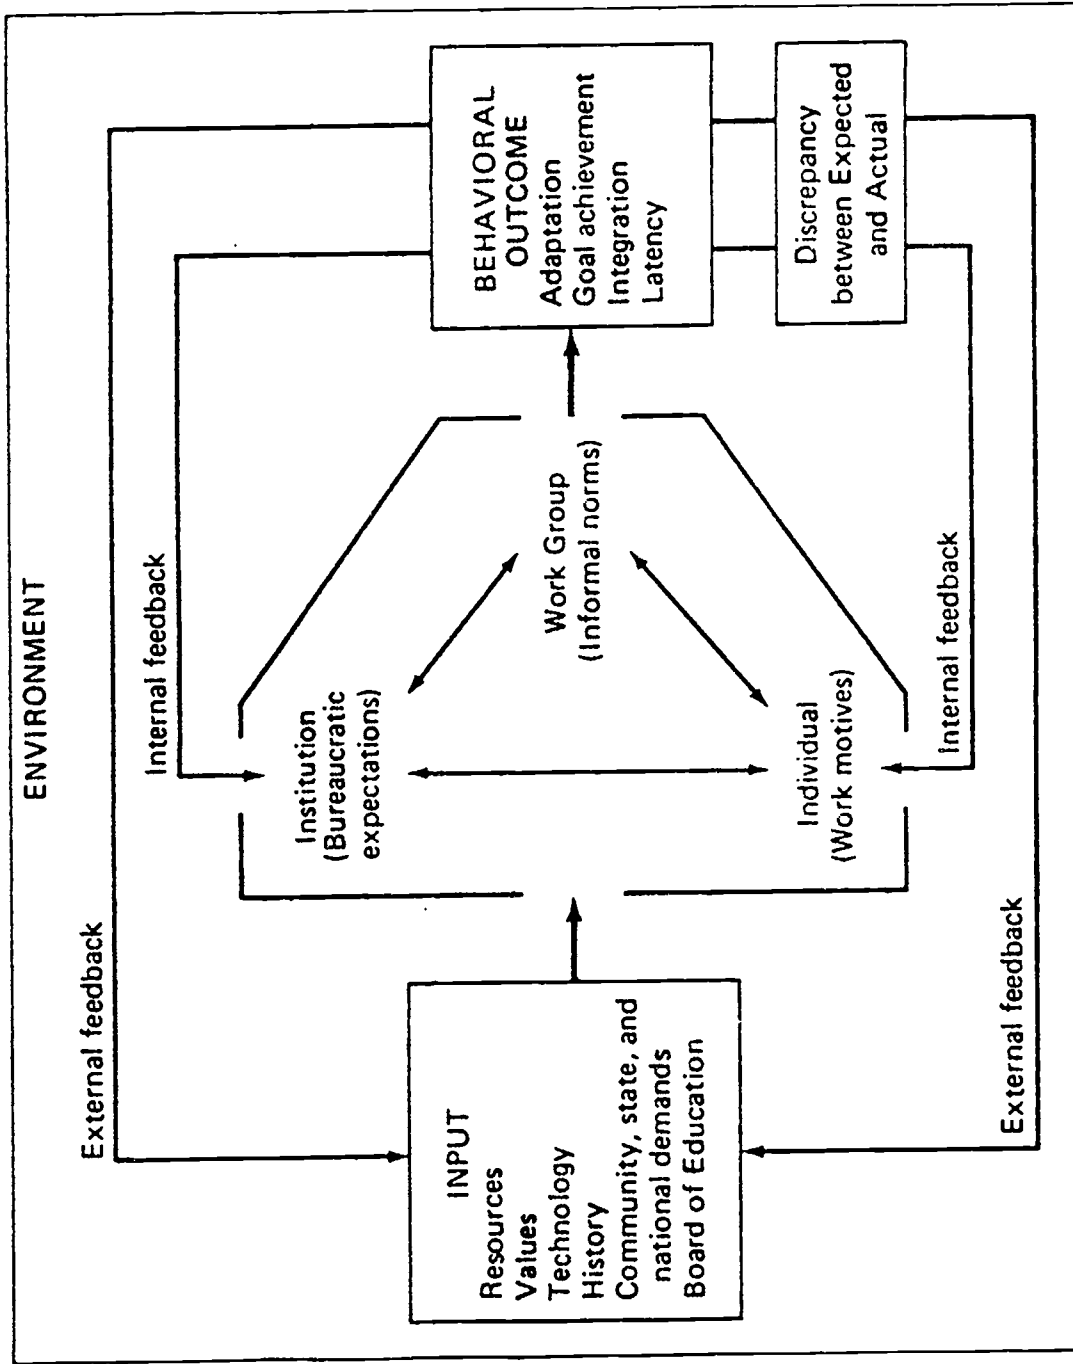 ENVIRONMENT
External feedback
Internal feedback
INPUT
Resources
Values
Technology
History
Community, state, and
national demands
Board of Education
Institution
(Bureaucratic
expectations)
Individual
(Work motives)
Work Group
(Informal norms)
BEHAVIORAL
OUTCOME
Adaptation
Goal achievement
Integration
Latency
Discrepancy
between Expected
and Actual
Internal feedback
External feedback